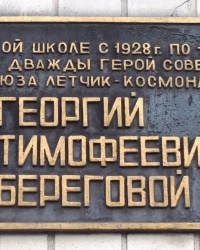 ОЙ ШКОЛЕ С 1928 г. ПО
ДВАЖДЫ ГЕРОЙ СОВЕ
ЮЗА ЛЕТЧИК-КОСМОНА
ГЕОРГИЙ
ТИМОФЕЕВИ
БЕРЕГОВОЙ